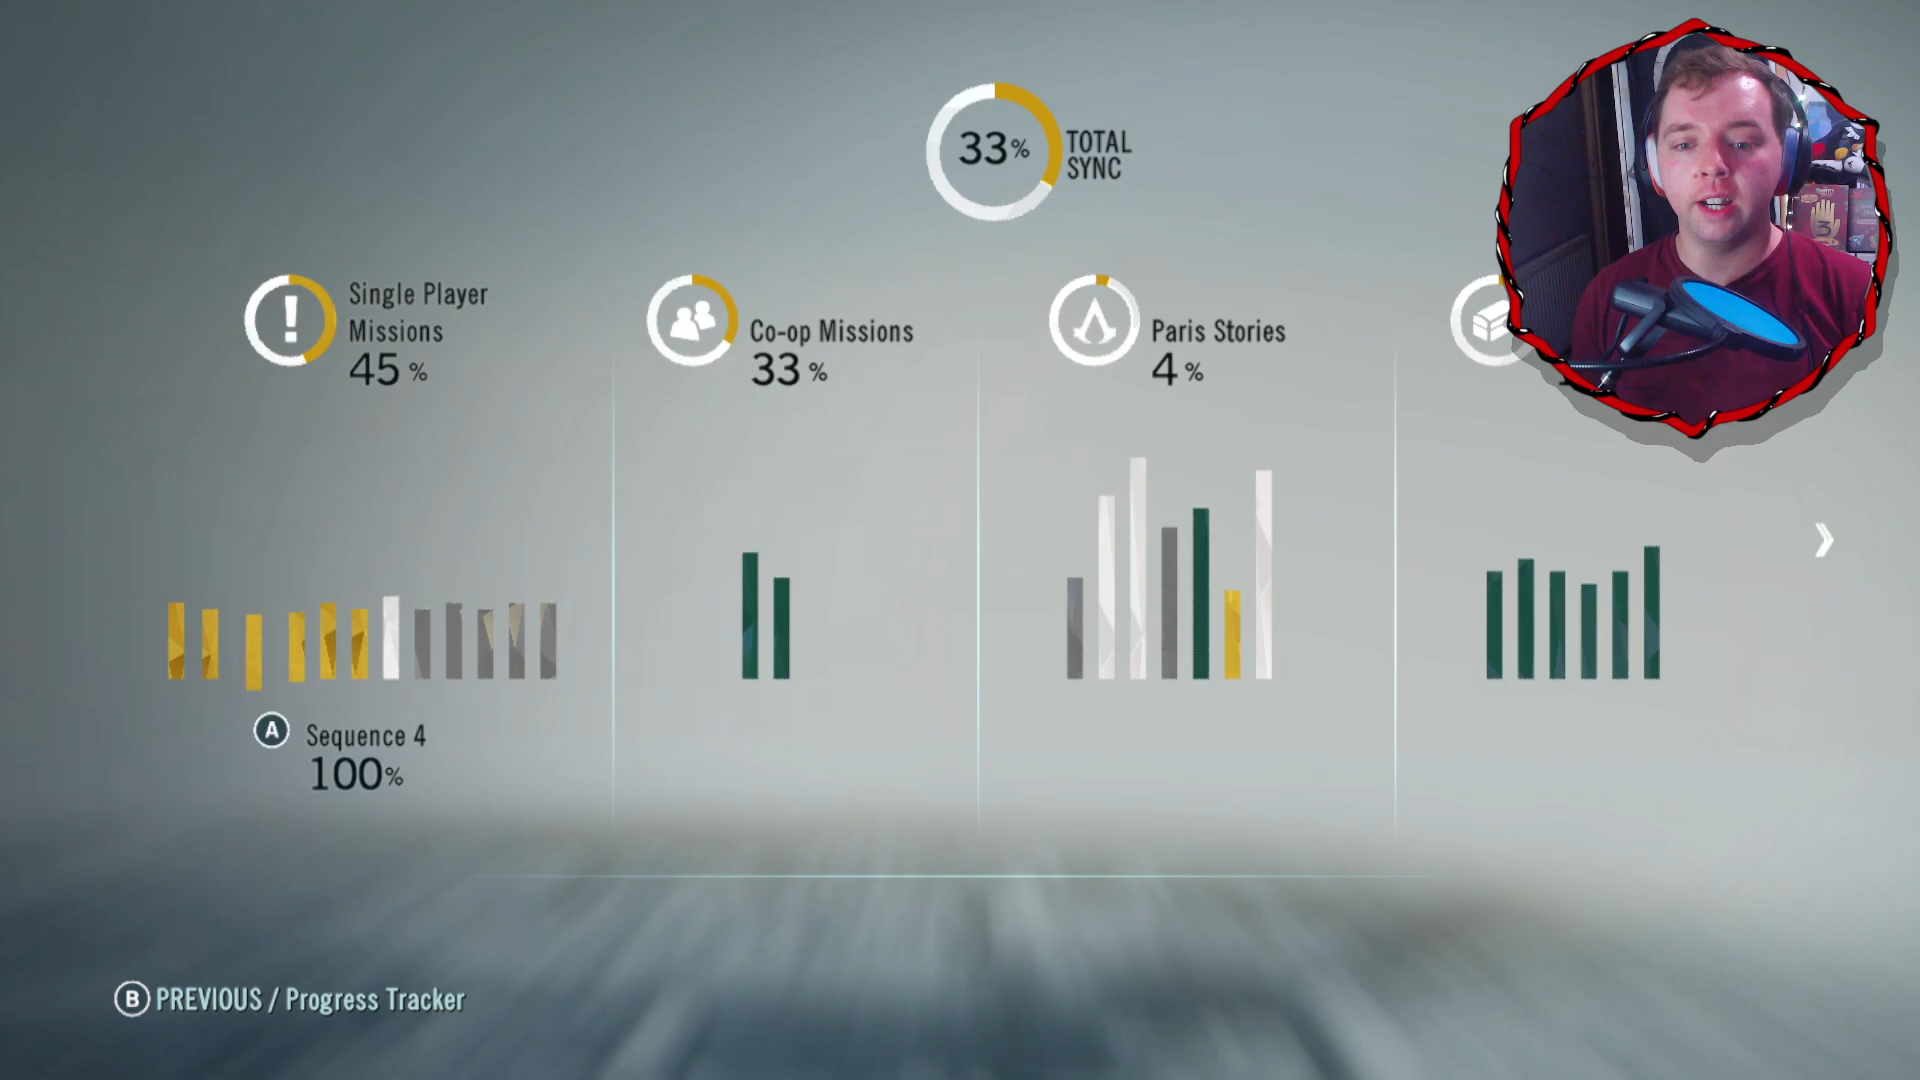 33%
TOTAL
SYNC
Single Player
Missions
45 %
Co-op Missions
33 %
Paris Stories
4 %
3
A
Sequence 4
100%
B PREVIOUS / Progress Tracker